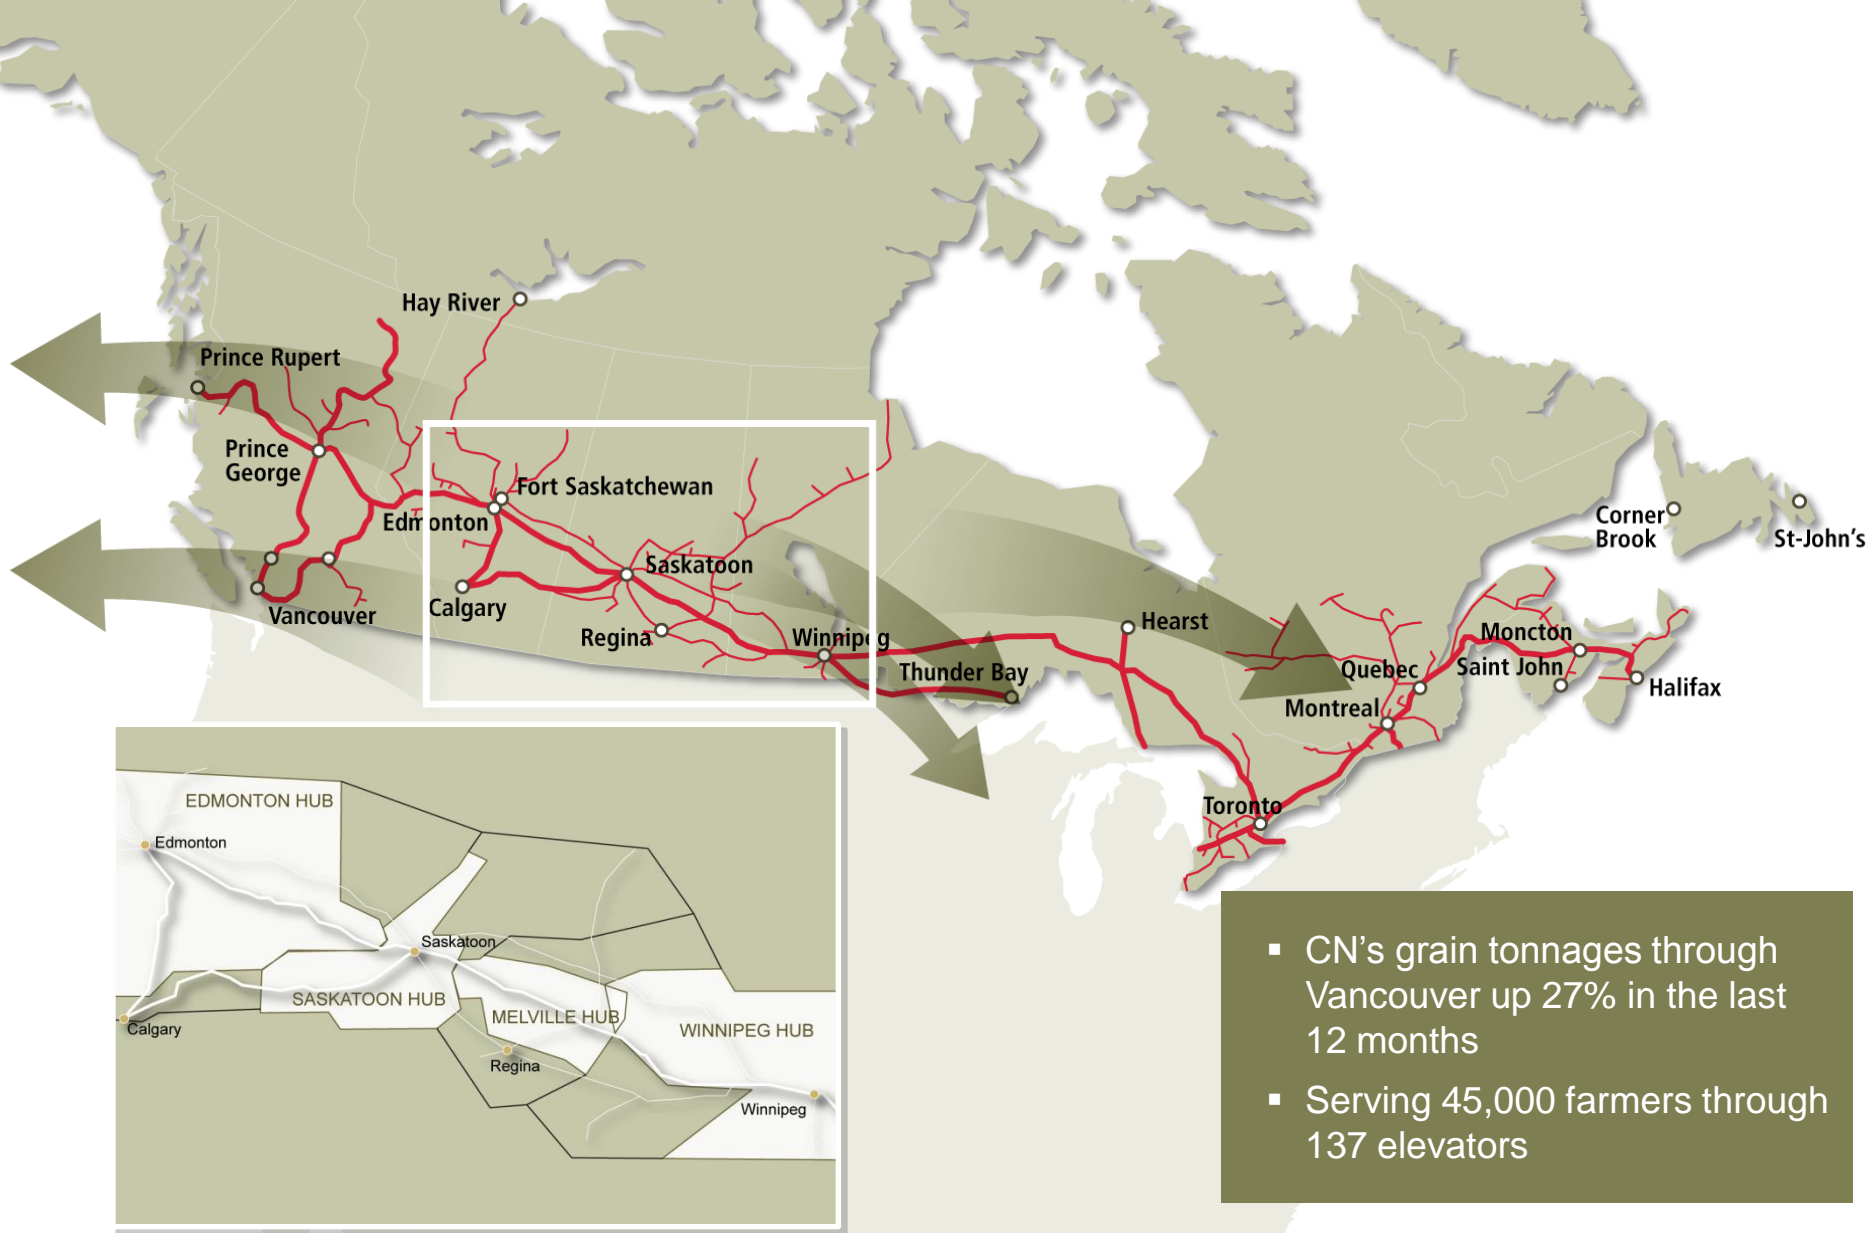 Hay River
Prince Rupert
Prince
George
Fort Saskatchewan
Edmonton
Corner
Brook
St-John's
Saskatoon
Calgary
Vancouver
Regina
Winnipeg
Hearst
Thunder Bay
Moncton
Quebec
Saint John
Halifax
Montreal
Toronto
EDMONTON HUB
Edmonton
Saskatoon
SASKATOON HUB
MELVILLE HUB
WINNIPEG HUB
Calgary
Regina
Winnipeg
▪ CN’s grain tonnages through
Vancouver up 27% in the last
12 months
▪ Serving 45,000 farmers through
137 elevators